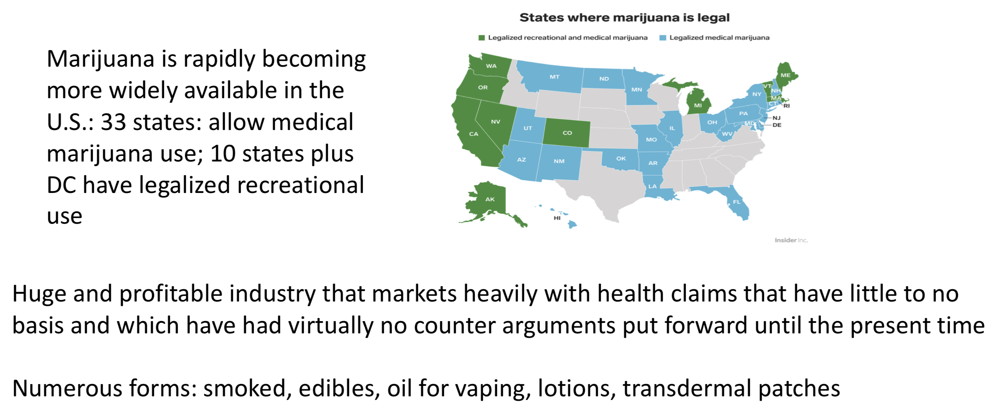 States where marijuana is legal
Legalized recreational and medical marijuana
Legalized medical marijuana
Marijuana is rapidly becoming
more widely available in the
U.S.: 33 states: allow medical
marijuana use; 10 states plus
DC have legalized recreational
use
WA
OR
CA
NV
MT
ND
MN
UT
CO
AZ
NM
OK
MO
AR
LA
IL
MI
OH
WV
PA
NY
VT
NH
ME
MA
CT
RI
NJ
DE
MD
FL
AK
HI
Insider Inc.
Huge and profitable industry that markets heavily with health claims that have little to no
basis and which have had virtually no counter arguments put forward until the present time
Numerous forms: smoked, edibles, oil for vaping, lotions, transdermal patches